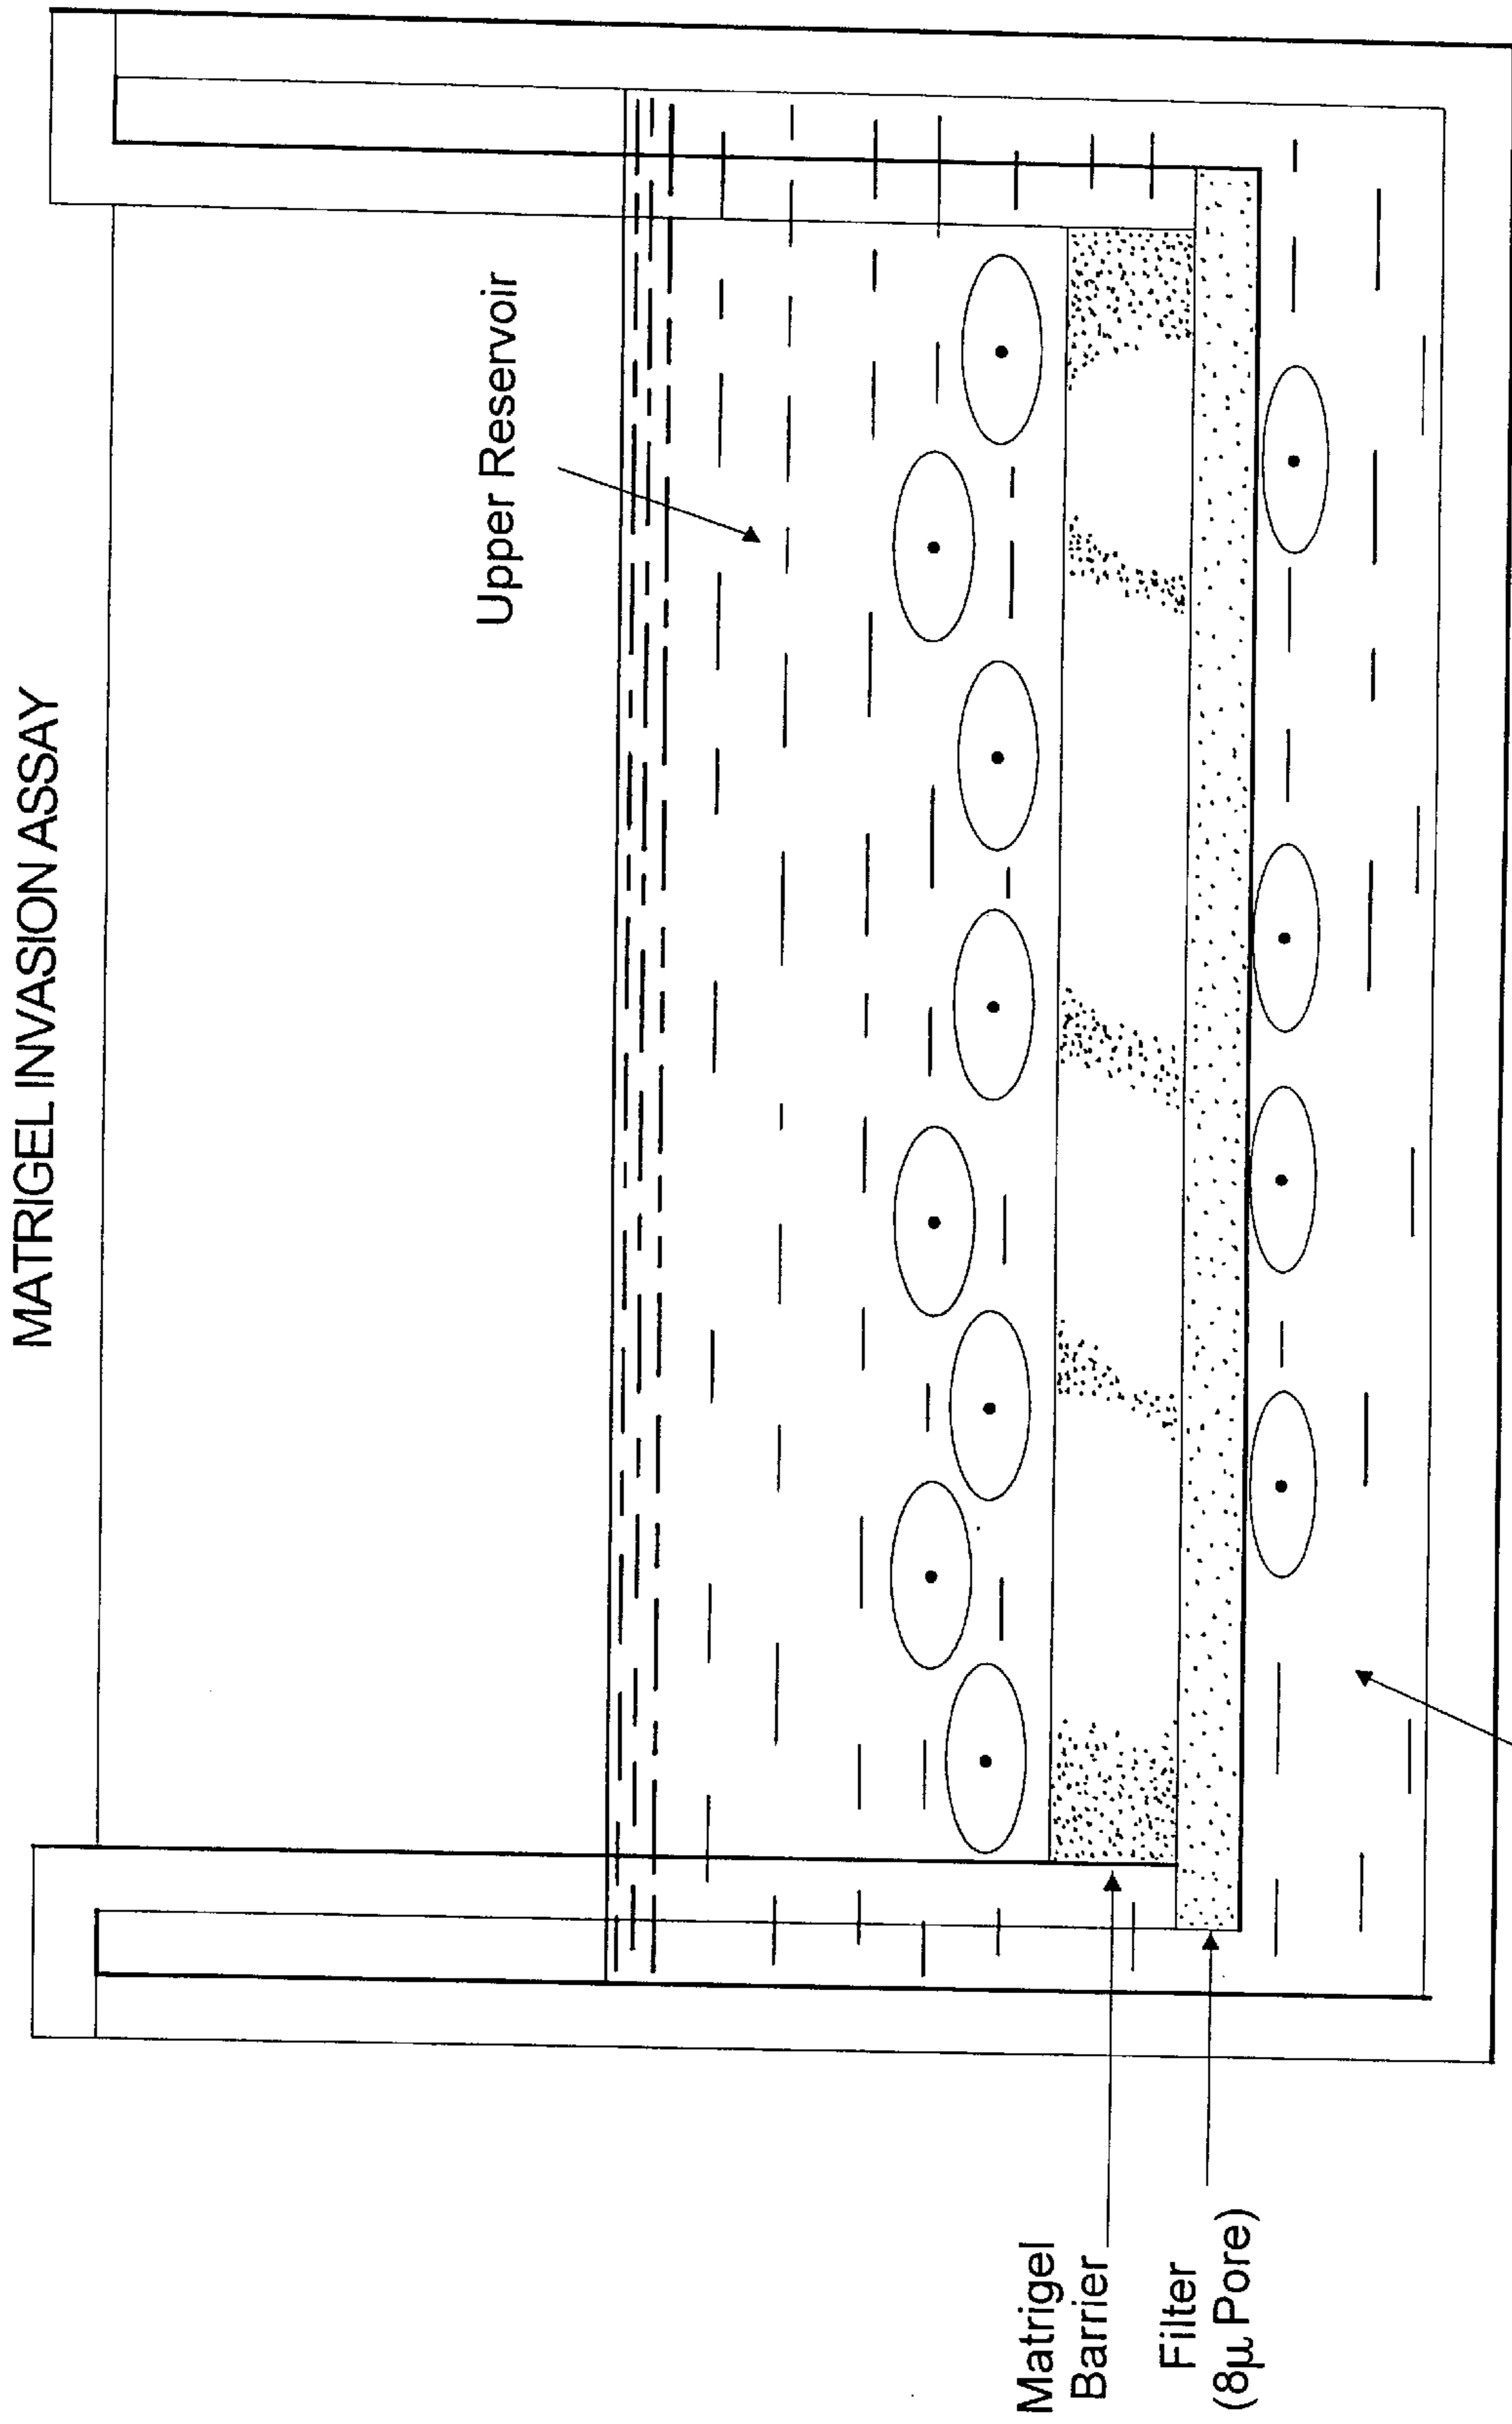 MATRIGEL INVASION ASSAY
Upper Reservoir
Matrigel
Barrier
Filter
(8µ Pore)